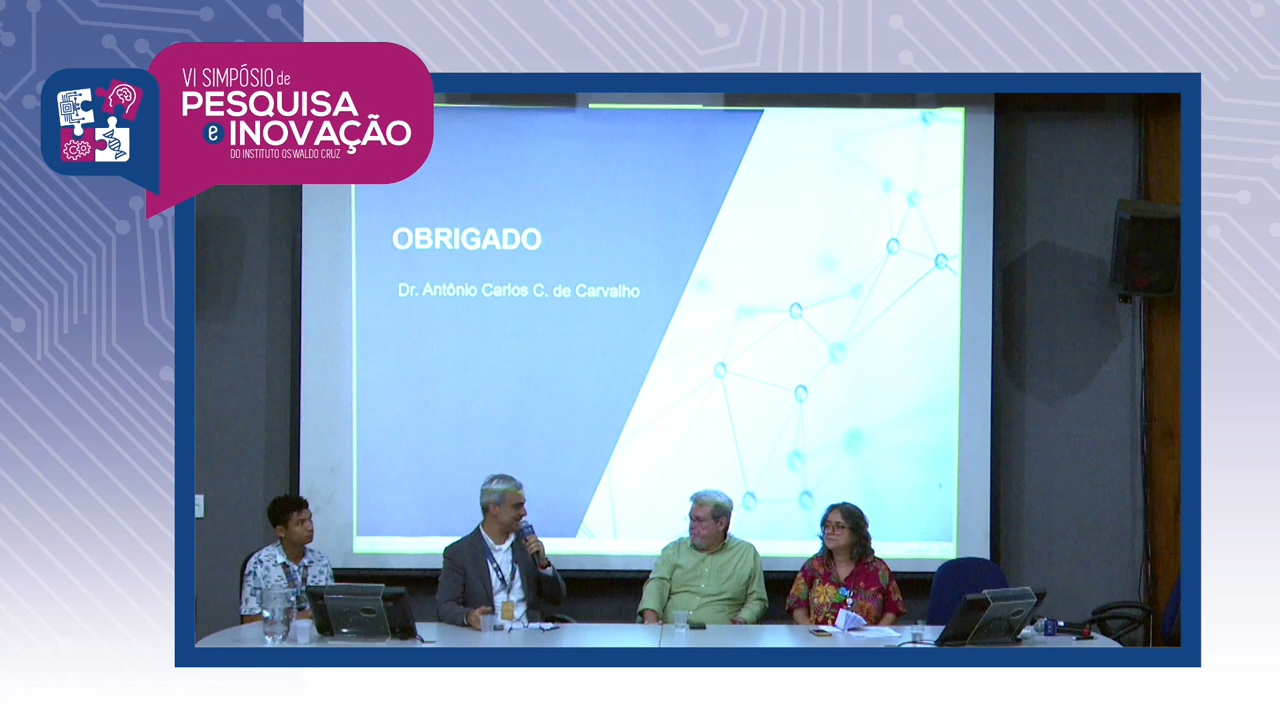 VI SIMPÓSIO de
PESQUISA
e INOVAÇÃO
DO INSTITUTO OSWALDO CRUZ
OBRIGADO
Dr. Antônio Carlos C. de Carvalho